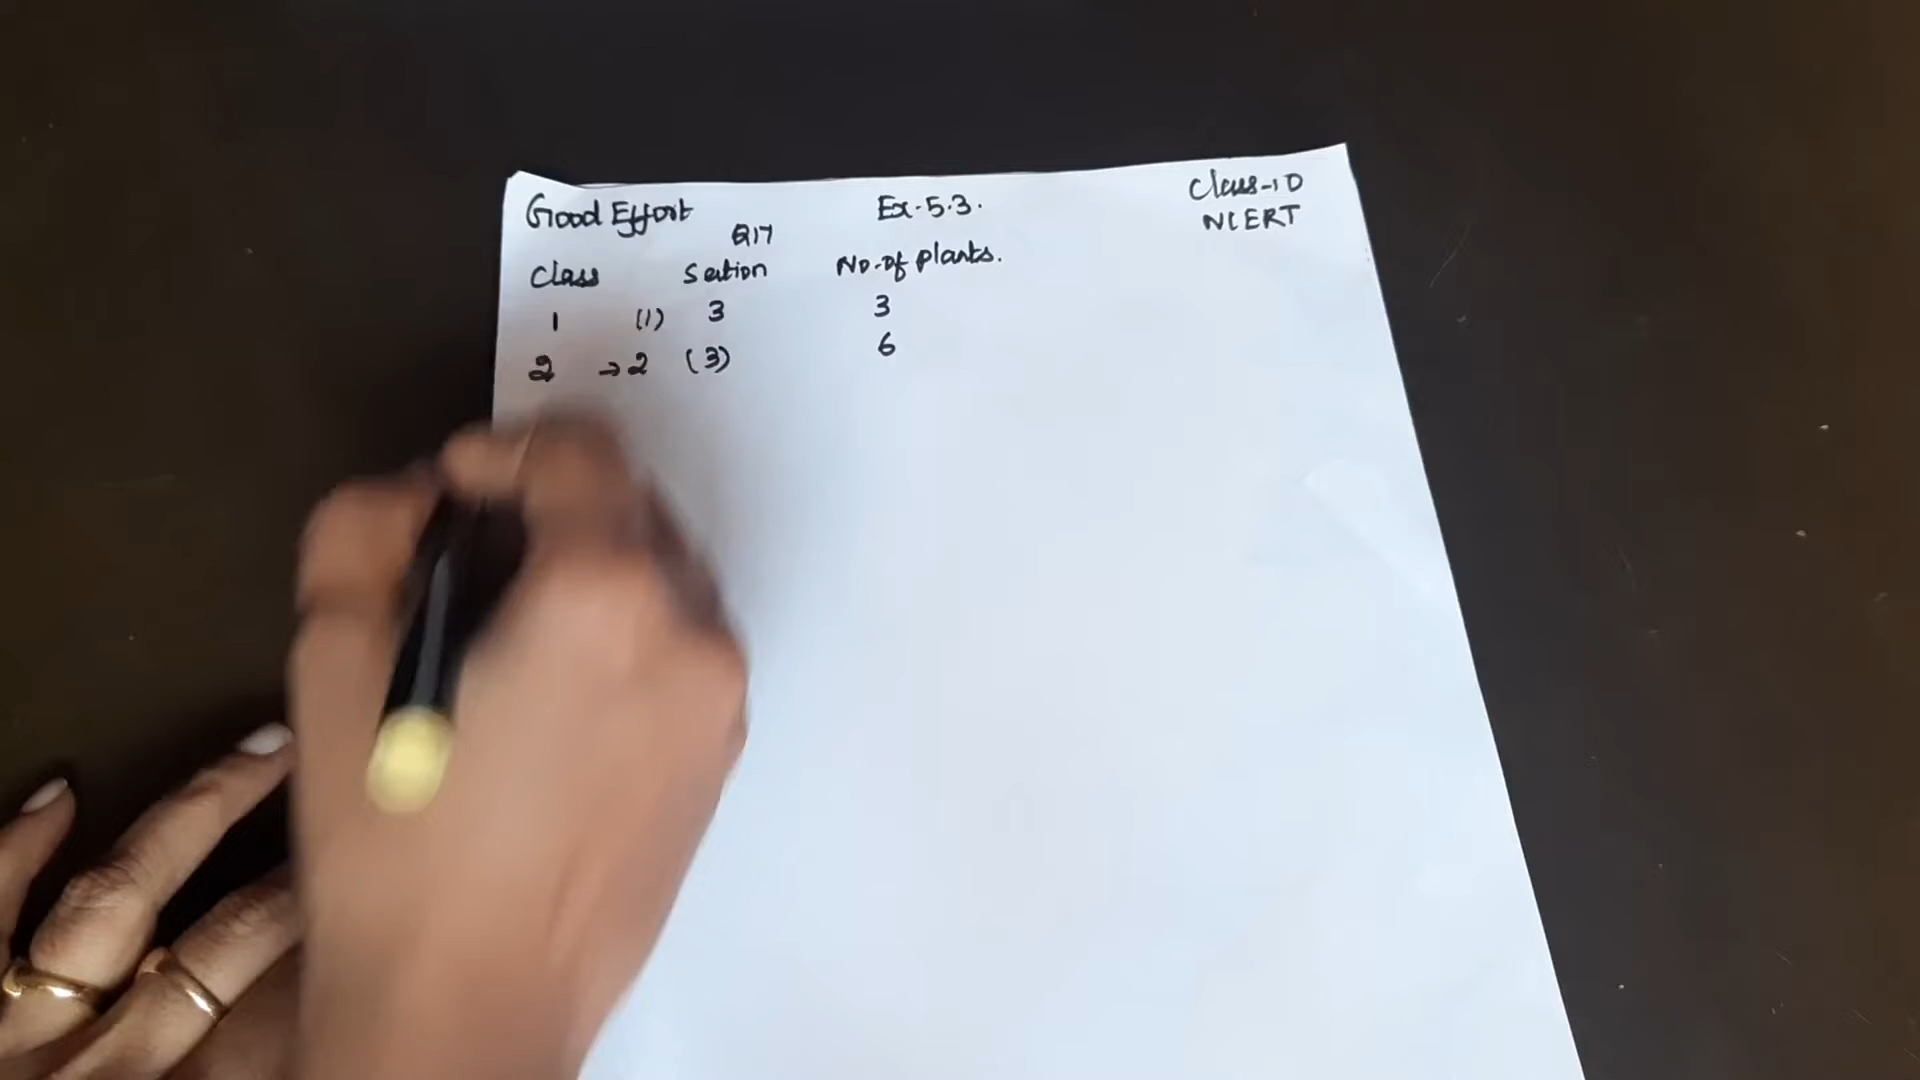 Good Effort Ex. 5.3. Class-10
NCERT
Q17
Class Section No. of plants.
1 (1) 3 3
2 → 2 (3) 6